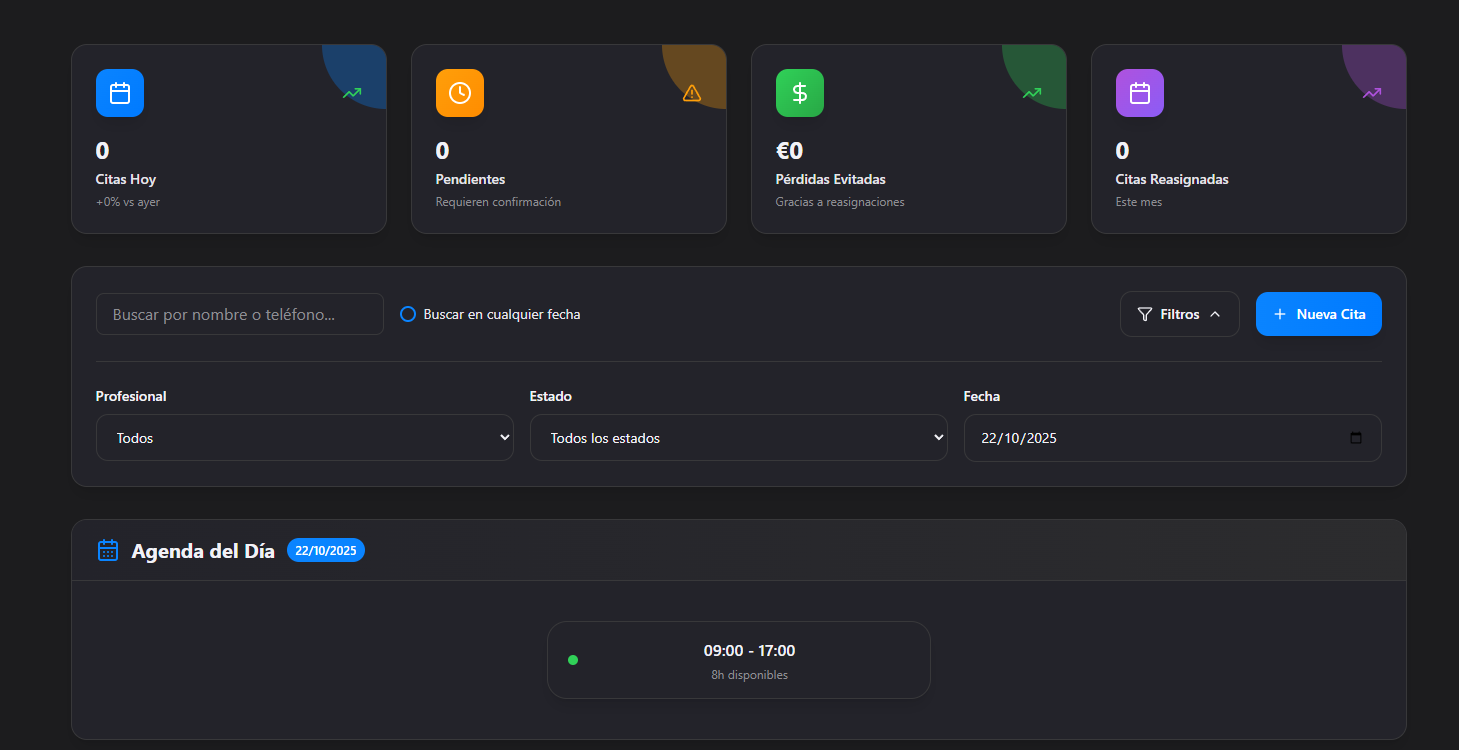 0
Citas Hoy
+0% vs ayer
0
Pendientes
Requieren confirmación
€0
Pérdidas Evitadas
Gracias a reasignaciones
0
Citas Reasignadas
Este mes
Buscar por nombre o teléfono...
Buscar en cualquier fecha
Filtros
+ Nueva Cita
Profesional
Todos
Estado
Todos los estados
Fecha
22/10/2025
Agenda del Día 22/10/2025
09:00 - 17:00
8h disponibles